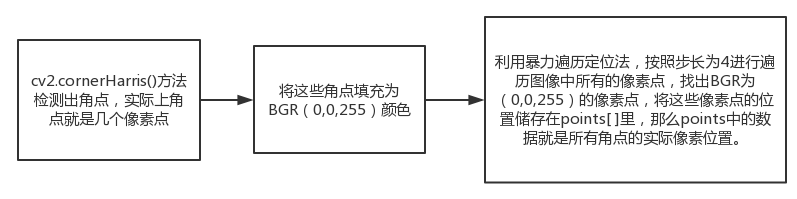 cv2.cornerHarris()方法
检测出角点，实际上角
点就是几个像素点
将这些角点填充为
BGR（0,0,255）颜色
利用暴力遍历定位法，按照步长为4进行遍
历图像中所有的像素点，找出BGR为
（0,0,255）的像素点，将这些像素点的位
置储存在points[ ]里，那么points中的数
据就是所有角点的实际像素位置。